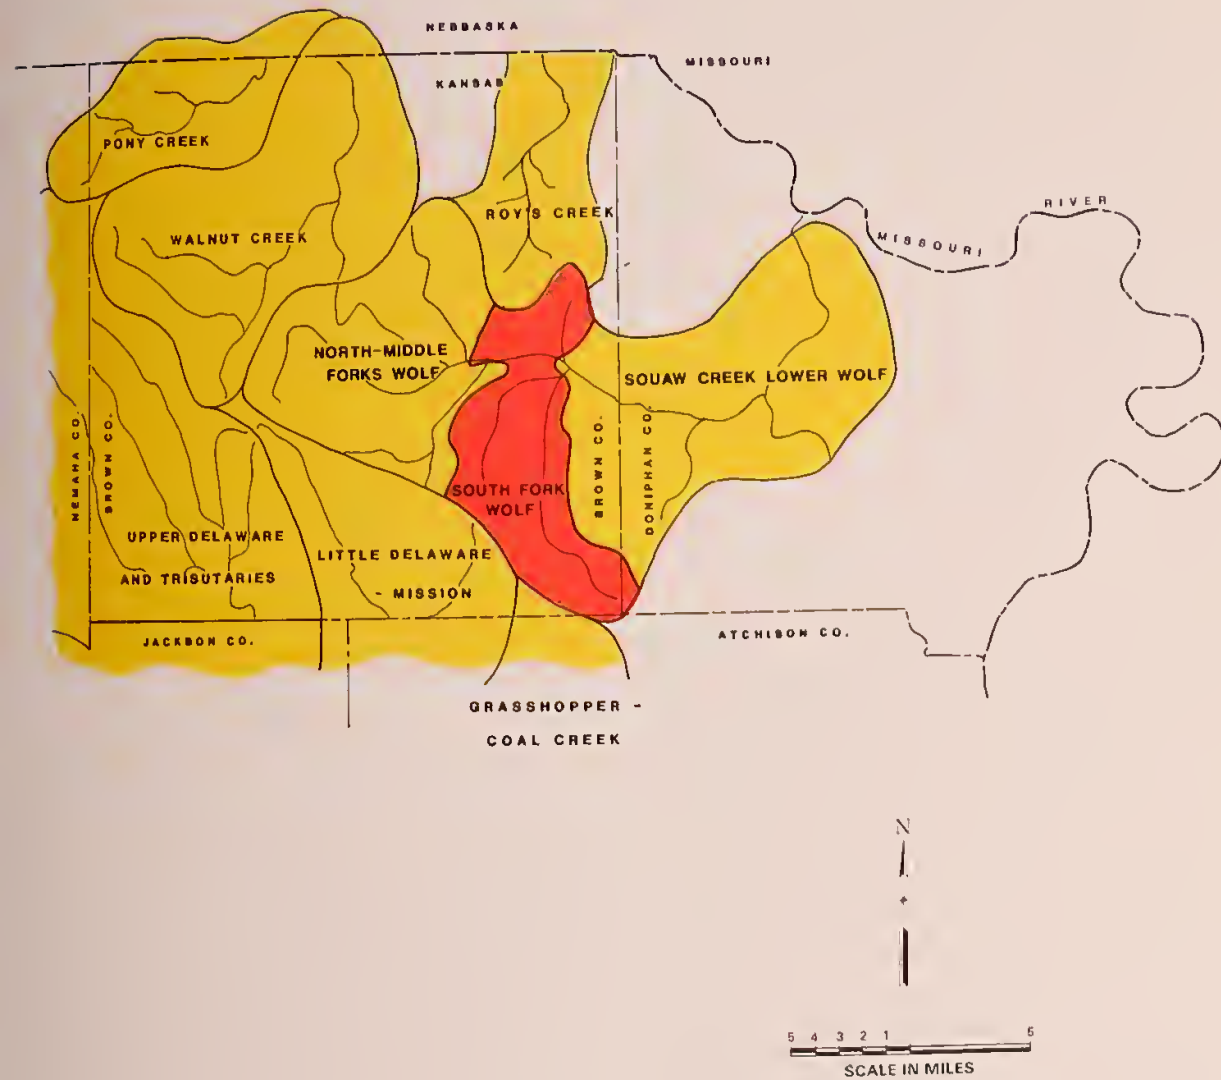 NEBBASKA
KANSAS
MISSOURI
PONY CREEK
ROY'S CREEK
RIVER
WALNUT CREEK
MISSOURI
NORTH-MIDDLE
FORKS WOLF
SOUAW CREEK LOWER WOLF
NEMAHA CO.
BROWN CO.
BROWN CO.
DONIPHAN CO.
SOUTH FORK
WOLF
UPPER DELAWARE
AND TRIBUTARIES
LITTLE DELAWARE
- MISSION
JACKSON CO.
ATCHISON CO.
GRASSHOPPER -
COAL CREEK
N
5 4 3 2 1 5
SCALE IN MILES